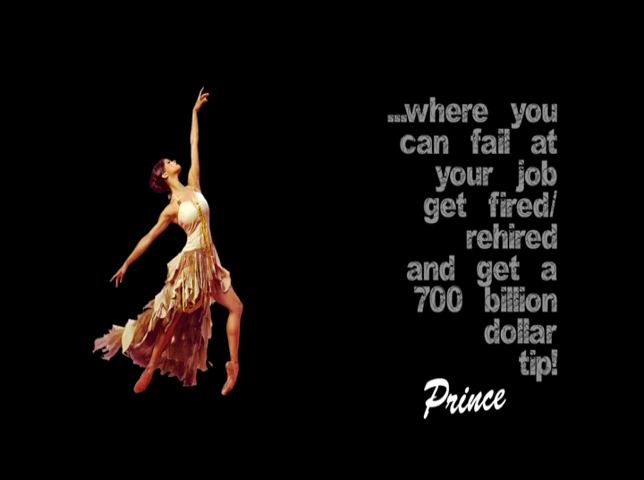 ...where you
can fail at
your job
get fired/
rehired
and get a
700 billion
dollar
tip!
Prince